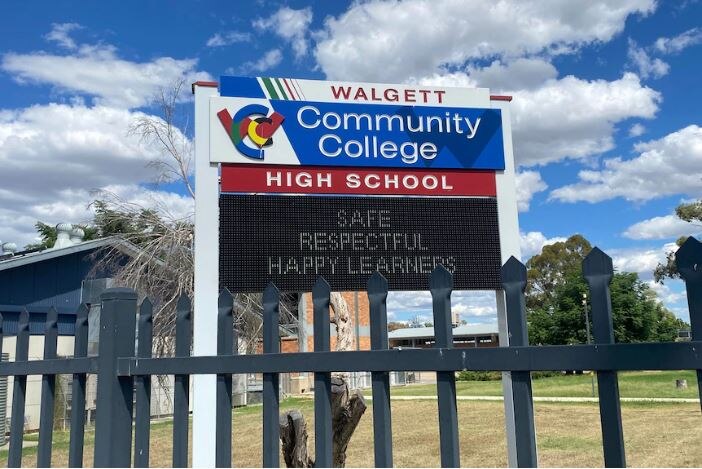 WALGETT
Community
College
HIGH SCHOOL
SAFE
RESPECTFUL
HAPPY LEARNERS